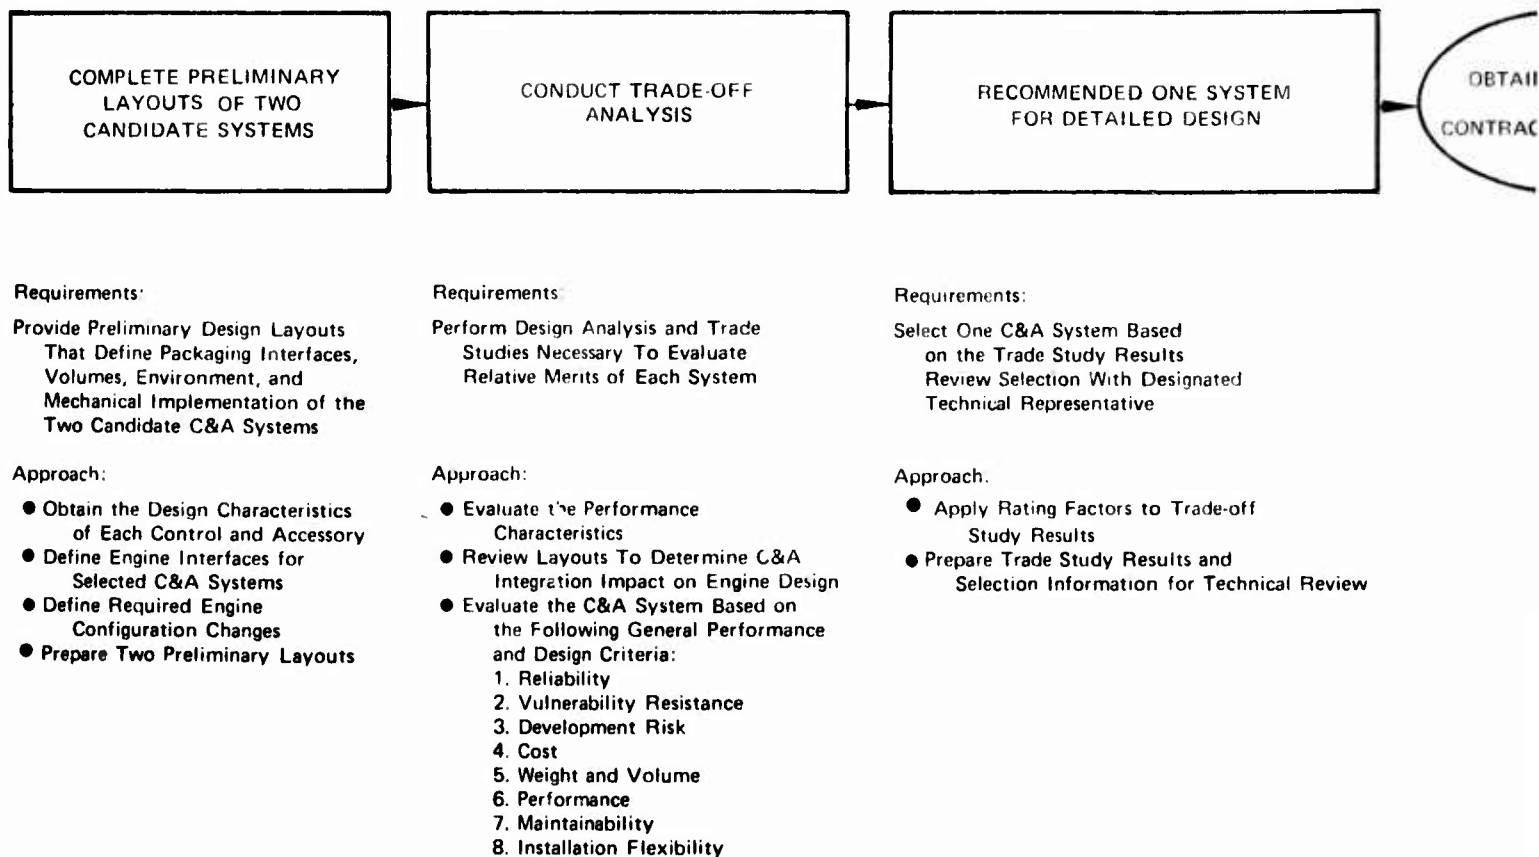 COMPLETE PRELIMINARY
LAYOUTS OF TWO
CANDIDATE SYSTEMS
CONDUCT TRADE-OFF
ANALYSIS
RECOMMENDED ONE SYSTEM
FOR DETAILED DESIGN
Requirements:
Provide Preliminary Design Layouts
That Define Packaging Interfaces,
Volumes, Environment, and
Mechanical Implementation of the
Two Candidate C&A Systems
Approach:
● Obtain the Design Characteristics
of Each Control and Accessory
● Define Engine Interfaces for
Selected C&A Systems
● Define Required Engine
Configuration Changes
● Prepare Two Preliminary Layouts
Requirements
Perform Design Analysis and Trade
Studies Necessary To Evaluate
Relative Merits of Each System
Approach:
● Evaluate the Performance
Characteristics
● Review Layouts To Determine C&A
Integration Impact on Engine Design
● Evaluate the C&A System Based on
the Following General Performance
and Design Criteria:
1. Reliability
2. Vulnerability Resistance
3. Development Risk
4. Cost
5. Weight and Volume
6. Performance
7. Maintainability
8. Installation Flexibility
Requirements:
Select One C&A System Based
on the Trade Study Results
Review Selection With Designated
Technical Representative
Approach.
● Apply Rating Factors to Trade-off
Study Results
● Prepare Trade Study Results and
Selection Information for Technical Review